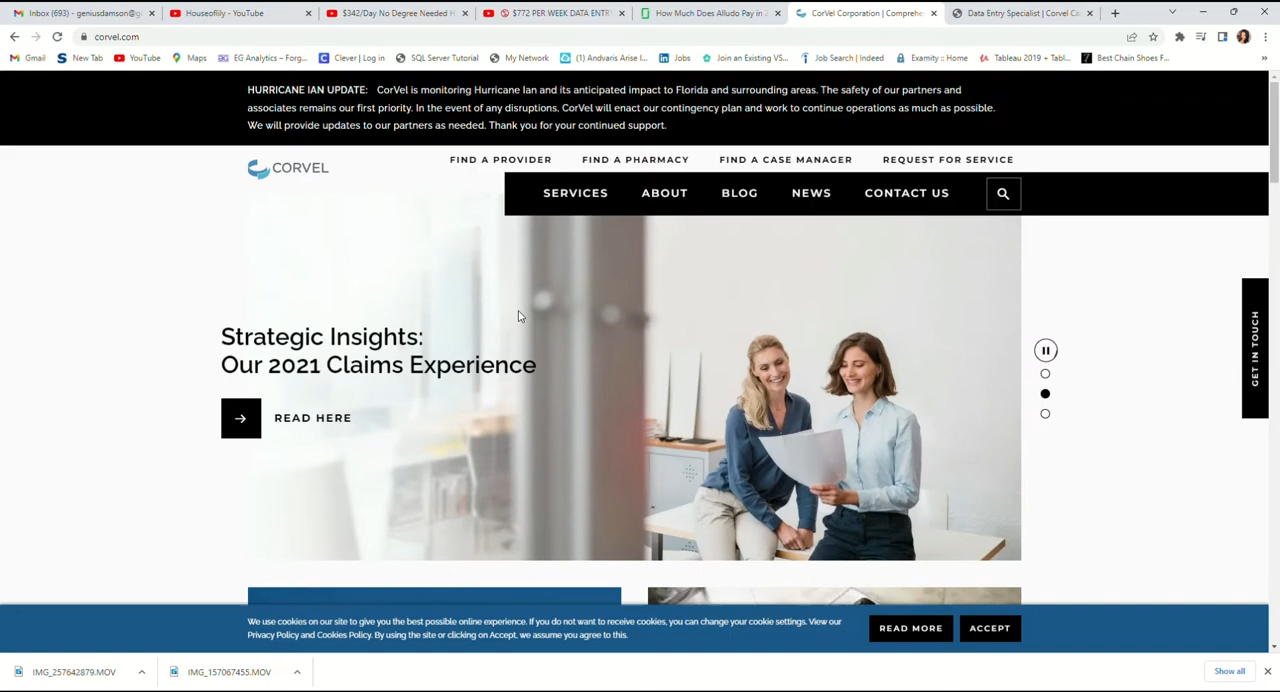 Inbox (693) - geniusdamson@g
Houseoflily - YouTube
$342/Day No Degree Needed H
$772 PER WEEK DATA ENTR
How Much Does Alludo Pay in 2
CorVel Corporation | Comprehe
Data Entry Specialist | Corvel Ca
corvel.com
Gmail
New Tab
YouTube
Maps
EG Analytics – Forg...
Clever | Log in
SQL Server Tutorial
My Network
(1) Andvaris Arise I...
Jobs
Join an Existing VS...
Job Search | Indeed
Examity :: Home
Tableau 2019 + Tabl...
Best Chain Shoes F...
HURRICANE IAN UPDATE: CorVel is monitoring Hurricane Ian and its anticipated impact to Florida and surrounding areas. The safety of our partners and
associates remains our first priority. In the event of any disruptions, CorVel will enact our contingency plan and work to continue operations as much as possible.
We will provide updates to our partners as needed. Thank you for your continued support.
CORVEL
FIND A PROVIDER
FIND A PHARMACY
FIND A CASE MANAGER
REQUEST FOR SERVICE
SERVICES
ABOUT
BLOG
NEWS
CONTACT US
Strategic Insights:
Our 2021 Claims Experience
READ HERE
GET IN TOUCH
We use cookies on our site to give you the best possible online experience. If you do not want to receive cookies, you can change your cookie settings. View our
Privacy Policy and Cookies Policy. By using the site or clicking on Accept, we assume you agree to this.
READ MORE
ACCEPT
IMG_257642879.MOV
IMG_157067455.MOV
Show all